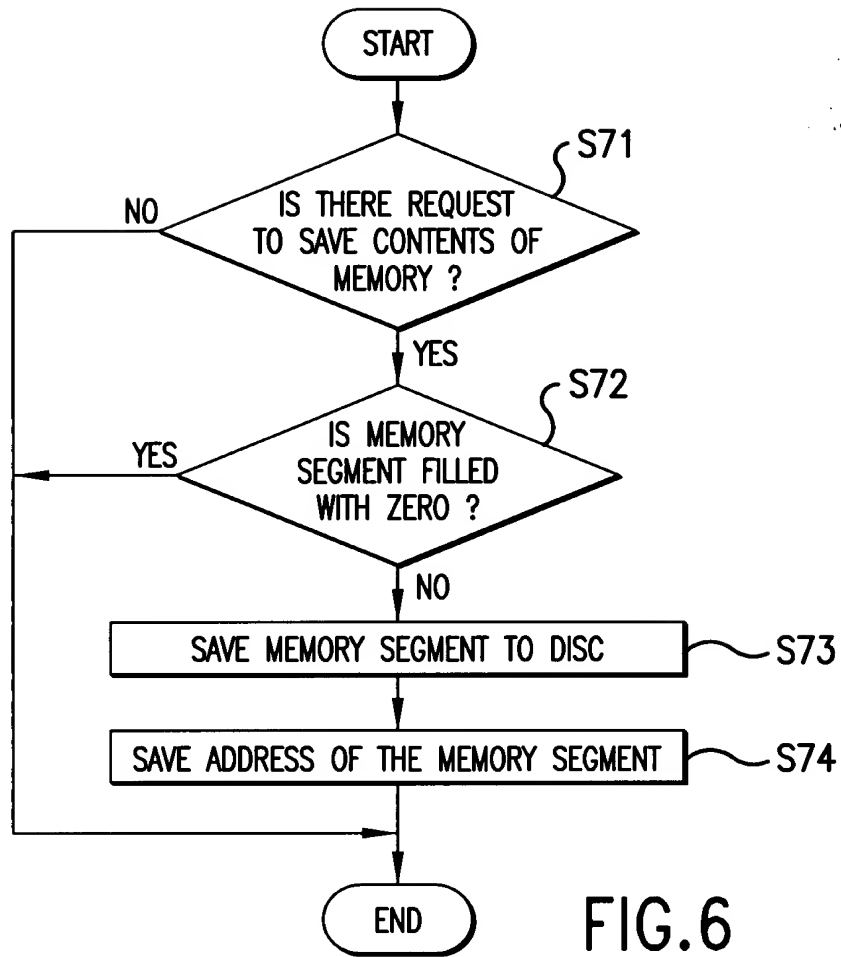 START
S71
IS THERE REQUEST
TO SAVE CONTENTS OF
MEMORY ?
NO
YES
S72
IS MEMORY
SEGMENT FILLED
WITH ZERO ?
YES
NO
SAVE MEMORY SEGMENT TO DISC
S73
SAVE ADDRESS OF THE MEMORY SEGMENT
S74
END
FIG.6